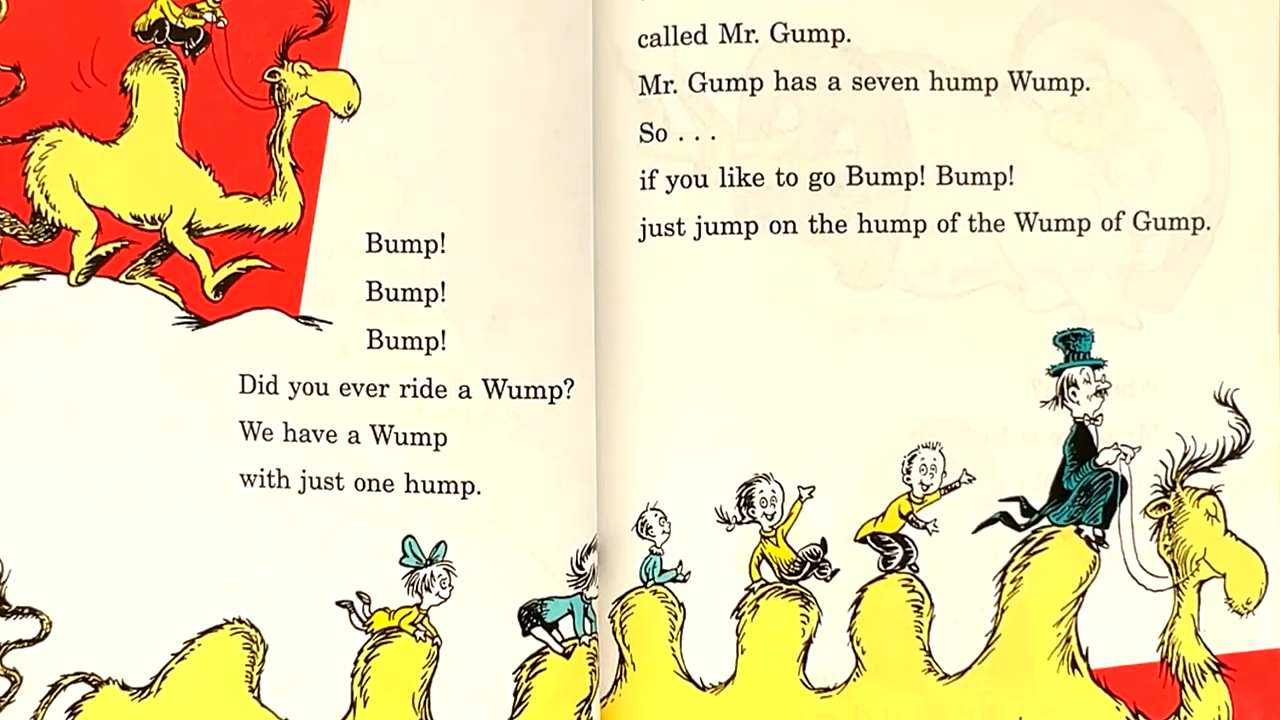 Bump!
Bump!
Bump!
Did you ever ride a Wump?
We have a Wump
with just one hump.
called Mr. Gump.
Mr. Gump has a seven hump Wump.
So . . .
if you like to go Bump! Bump!
just jump on the hump of the Wump of Gump.